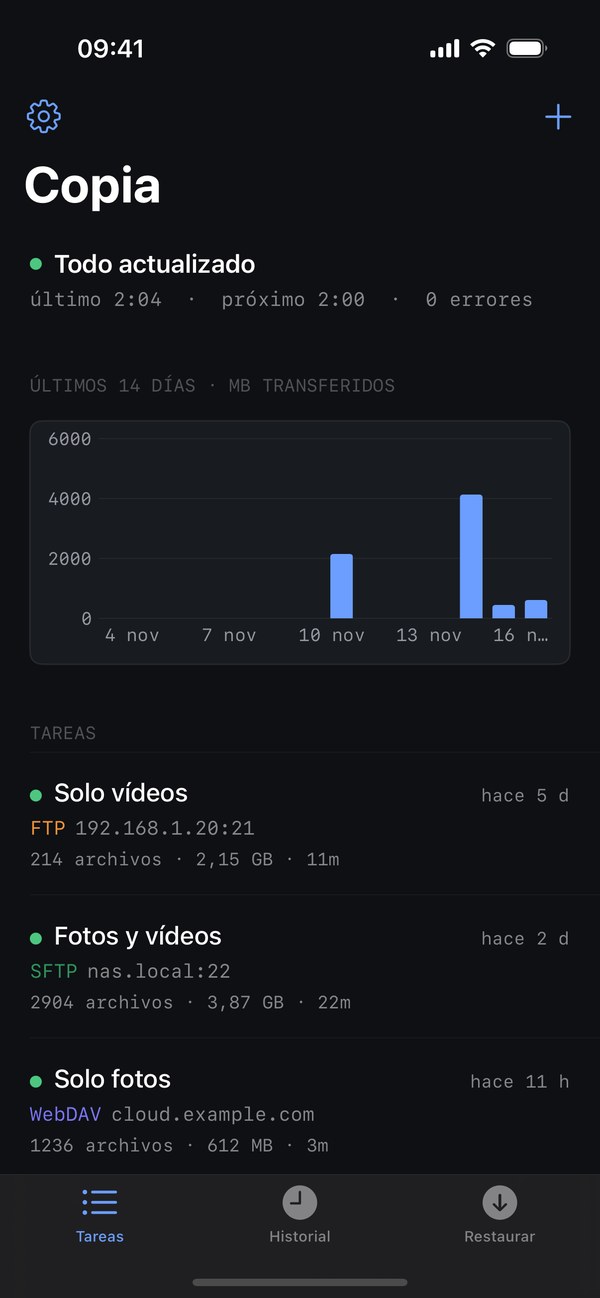 09:41
Copia
Todo actualizado
último 2:04 · próximo 2:00 · 0 errores
ÚLTIMOS 14 DÍAS · MB TRANSFERIDOS
6000
4000
2000
0
4 nov 7 nov 10 nov 13 nov 16 n…
TAREAS
Solo vídeos hace 5 d
FTP 192.168.1.20:21
214 archivos · 2,15 GB · 11m
Fotos y vídeos hace 2 d
SFTP nas.local:22
2904 archivos · 3,87 GB · 22m
Solo fotos hace 11 h
WebDAV cloud.example.com
1236 archivos · 612 MB · 3m
Tareas Historial Restaurar